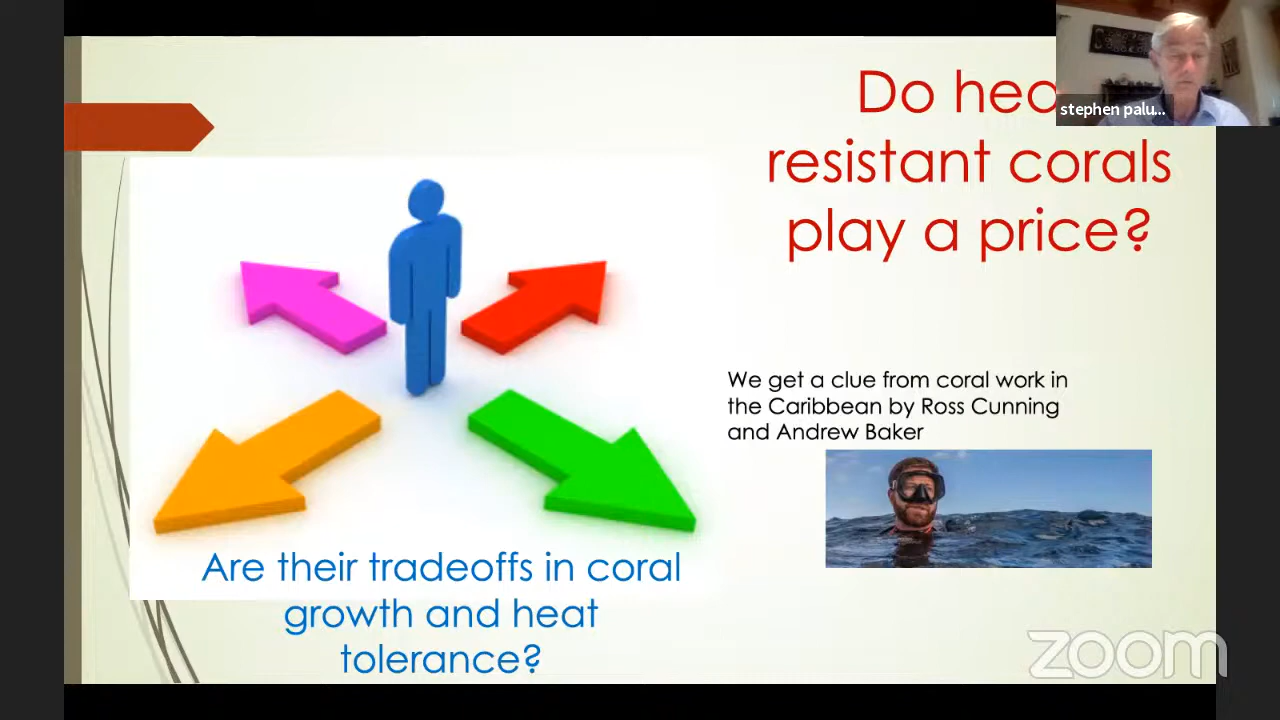 Do hea
resistant corals
play a price?
stephen palu...
We get a clue from coral work in
the Caribbean by Ross Cunning
and Andrew Baker
Are their tradeoffs in coral
growth and heat
tolerance?
zoom